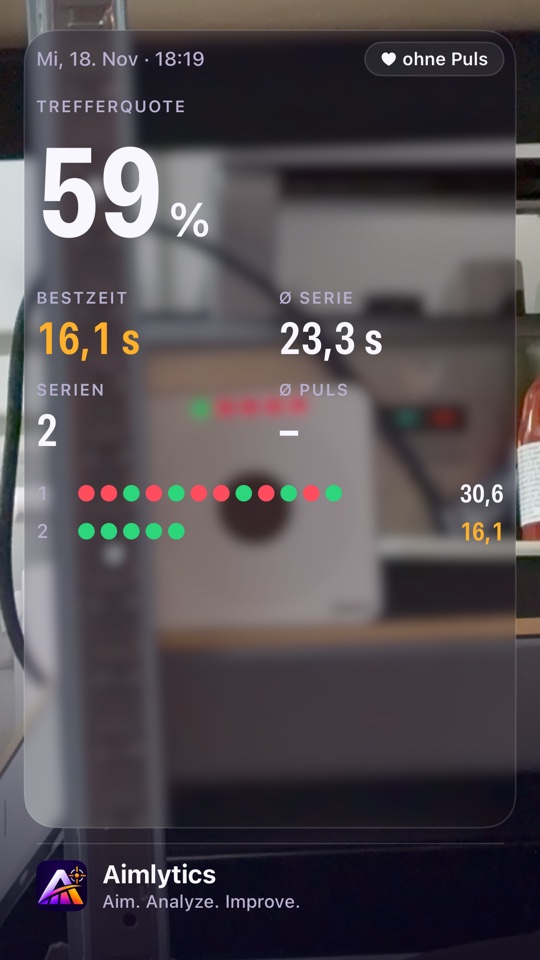 Mi, 18. Nov · 18:19
ohne Puls
TREFFERQUOTE
59 %
BESTZEIT
Ø SERIE
16,1 s
23,3 s
SERIEN
Ø PULS
2
–
1
30,6
2
16,1
Aimlytics
Aim. Analyze. Improve.